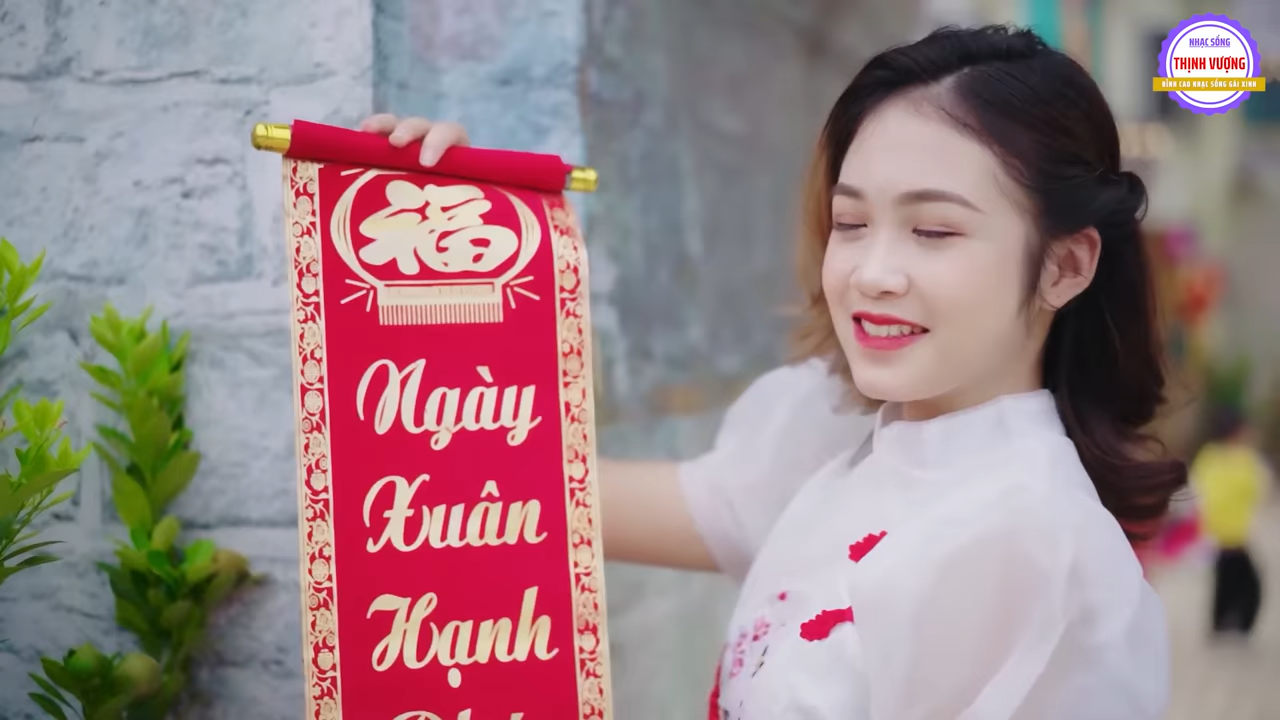 NHẠC SỐNG
THỊNH VƯỢNG
ĐỈNH CAO NHẠC SỐNG GÁI XINH
福
Ngày
Xuân
Hạnh